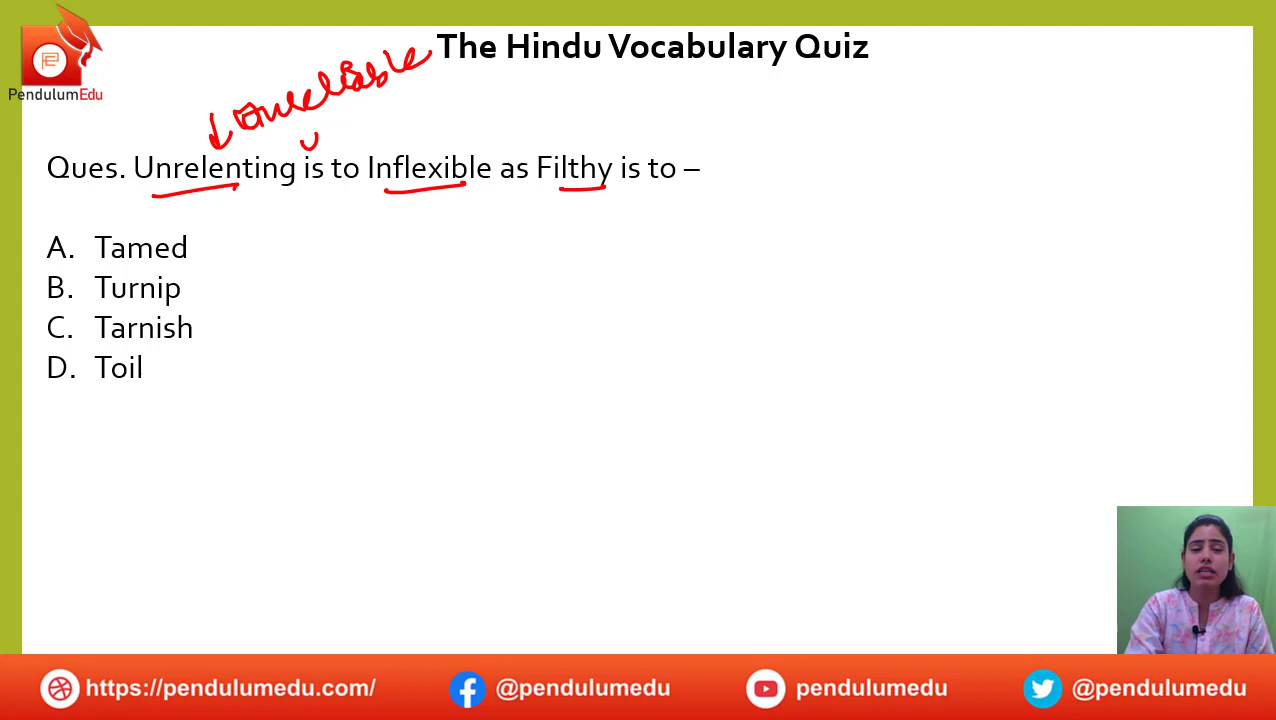 The Hindu Vocabulary Quiz
PendulumEdu
Ques. Unrelenting is to Inflexible as Filthy is to –
A. Tamed
B. Turnip
C. Tarnish
D. Toil
https://pendulumedu.com/
@pendulumedu
pendulumedu
@pendulumedu